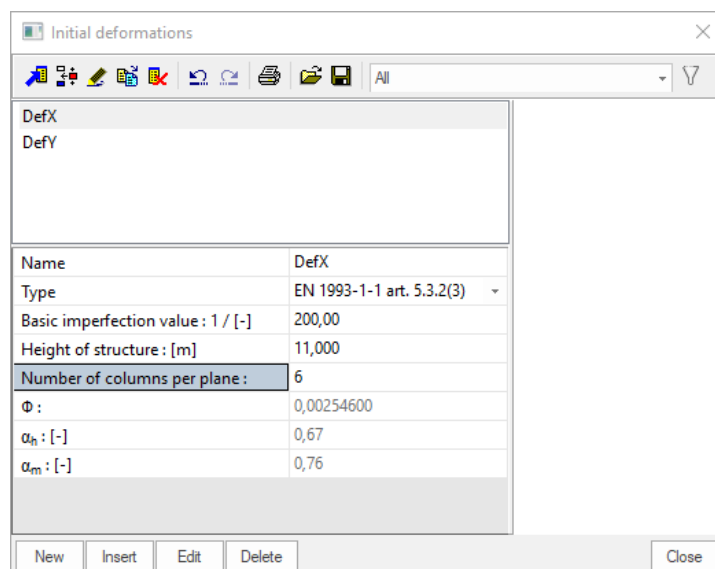 Initial deformations
All
DefX
DefY
Name DefX
Type EN 1993-1-1 art. 5.3.2(3)
Basic imperfection value : 1 / [-] 200,00
Height of structure : [m] 11,000
Number of columns per plane : 6
Φ : 0,00254600
αh : [-] 0,67
αm : [-] 0,76
New Insert Edit Delete Close